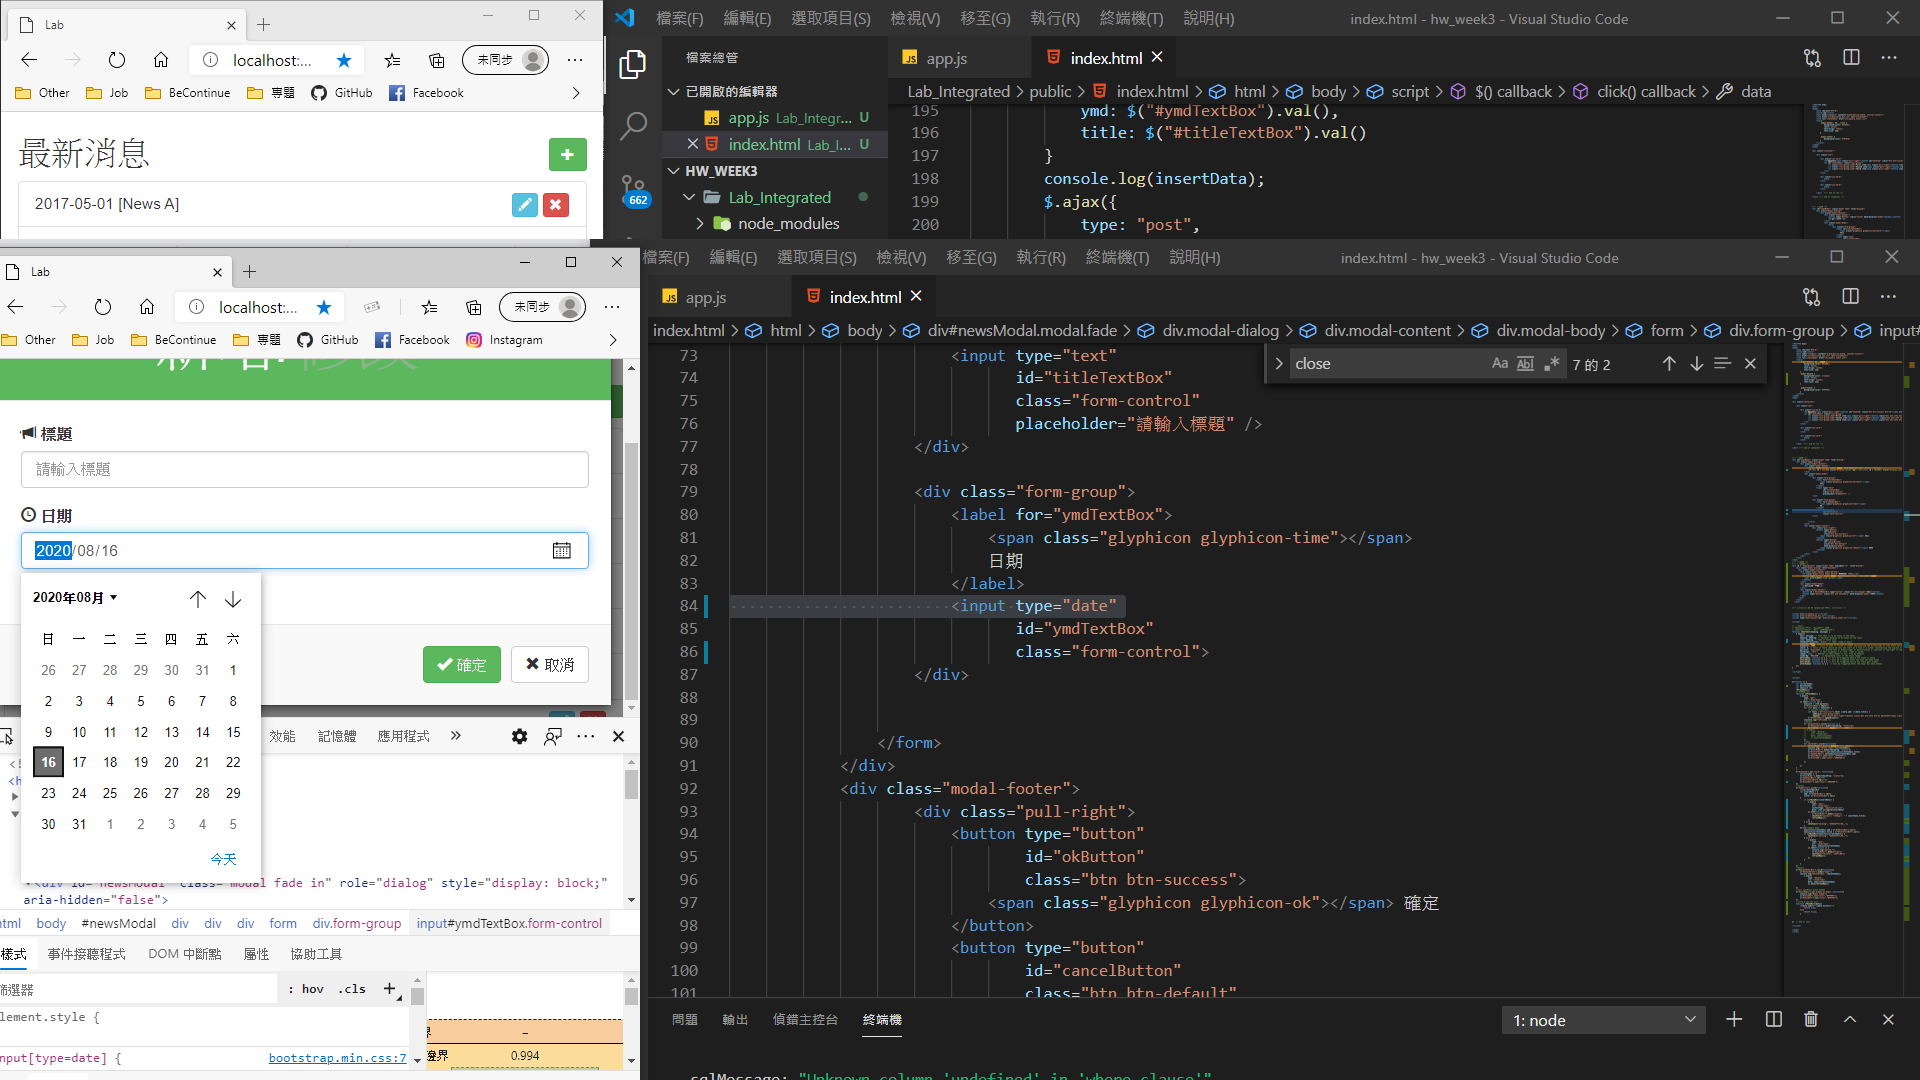 Lab
localhost:...
未同步
Other
Job
BeContinue
專題
GitHub
Facebook
最新消息
2017-05-01 [News A]
檔案(F) 編輯(E) 選取項目(S) 檢視(V) 移至(G) 執行(R) 終端機(T) 說明(H)
index.html - hw_week3 - Visual Studio Code
檔案總管
已開啟的編輯器
app.js Lab_Integr... U
index.html Lab_I... U
HW_WEEK3
Lab_Integrated
node_modules
662
app.js
index.html
Lab_Integrated > public > index.html > html > body > script > $() callback > click() callback > data
195 ymd: $("#ymdTextBox").val(),
196 title: $("#titleTextBox").val()
197 }
198 console.log(insertData);
199 $.ajax({
200 type: "post",
Lab
localhost:...
未同步
Other
Job
BeContinue
專題
GitHub
Facebook
Instagram
標題
請輸入標題
日期
2020/08/16
2020年08月
日 一 二 三 四 五 六
26 27 28 29 30 31 1
2 3 4 5 6 7 8
9 10 11 12 13 14 15
16 17 18 19 20 21 22
23 24 25 26 27 28 29
30 31 1 2 3 4 5
今天
確定
取消
效能 記憶體 應用程式
<div id="newsModal" class="modal fade in" role="dialog" style="display: block;"
aria-hidden="false">
html body #newsModal div div div form div.form-group input#ymdTextBox.form-control
樣式 事件接聽程式 DOM 中斷點 屬性 協助工具
篩選器
: hov .cls +
element.style {
input[type=date] {
bootstrap.min.css:7
邊界
0.994
檔案(F) 編輯(E) 選取項目(S) 檢視(V) 移至(G) 執行(R) 終端機(T) 說明(H)
index.html - hw_week3 - Visual Studio Code
app.js
index.html
index.html > html > body > div#newsModal.modal.fade > div.modal-dialog > div.modal-content > div.modal-body > form > div.form-group > input#
close
Aa
7 的 2
73 <input type="text"
74 id="titleTextBox"
75 class="form-control"
76 placeholder="請輸入標題" />
77 </div>
78
79 <div class="form-group">
80 <label for="ymdTextBox">
81 <span class="glyphicon glyphicon-time"></span>
82 日期
83 </label>
84 <input type="date"
85 id="ymdTextBox"
86 class="form-control">
87 </div>
88
89
90 </form>
91 </div>
92 <div class="modal-footer">
93 <div class="pull-right">
94 <button type="button"
95 id="okButton"
96 class="btn btn-success">
97 <span class="glyphicon glyphicon-ok"></span> 確定
98 </button>
99 <button type="button"
100 id="cancelButton"
101 class="btn btn-default"
問題 輸出 偵錯主控台 終端機
1: node
sqlMessage: "Unknown column 'undefined' in 'where clause'"